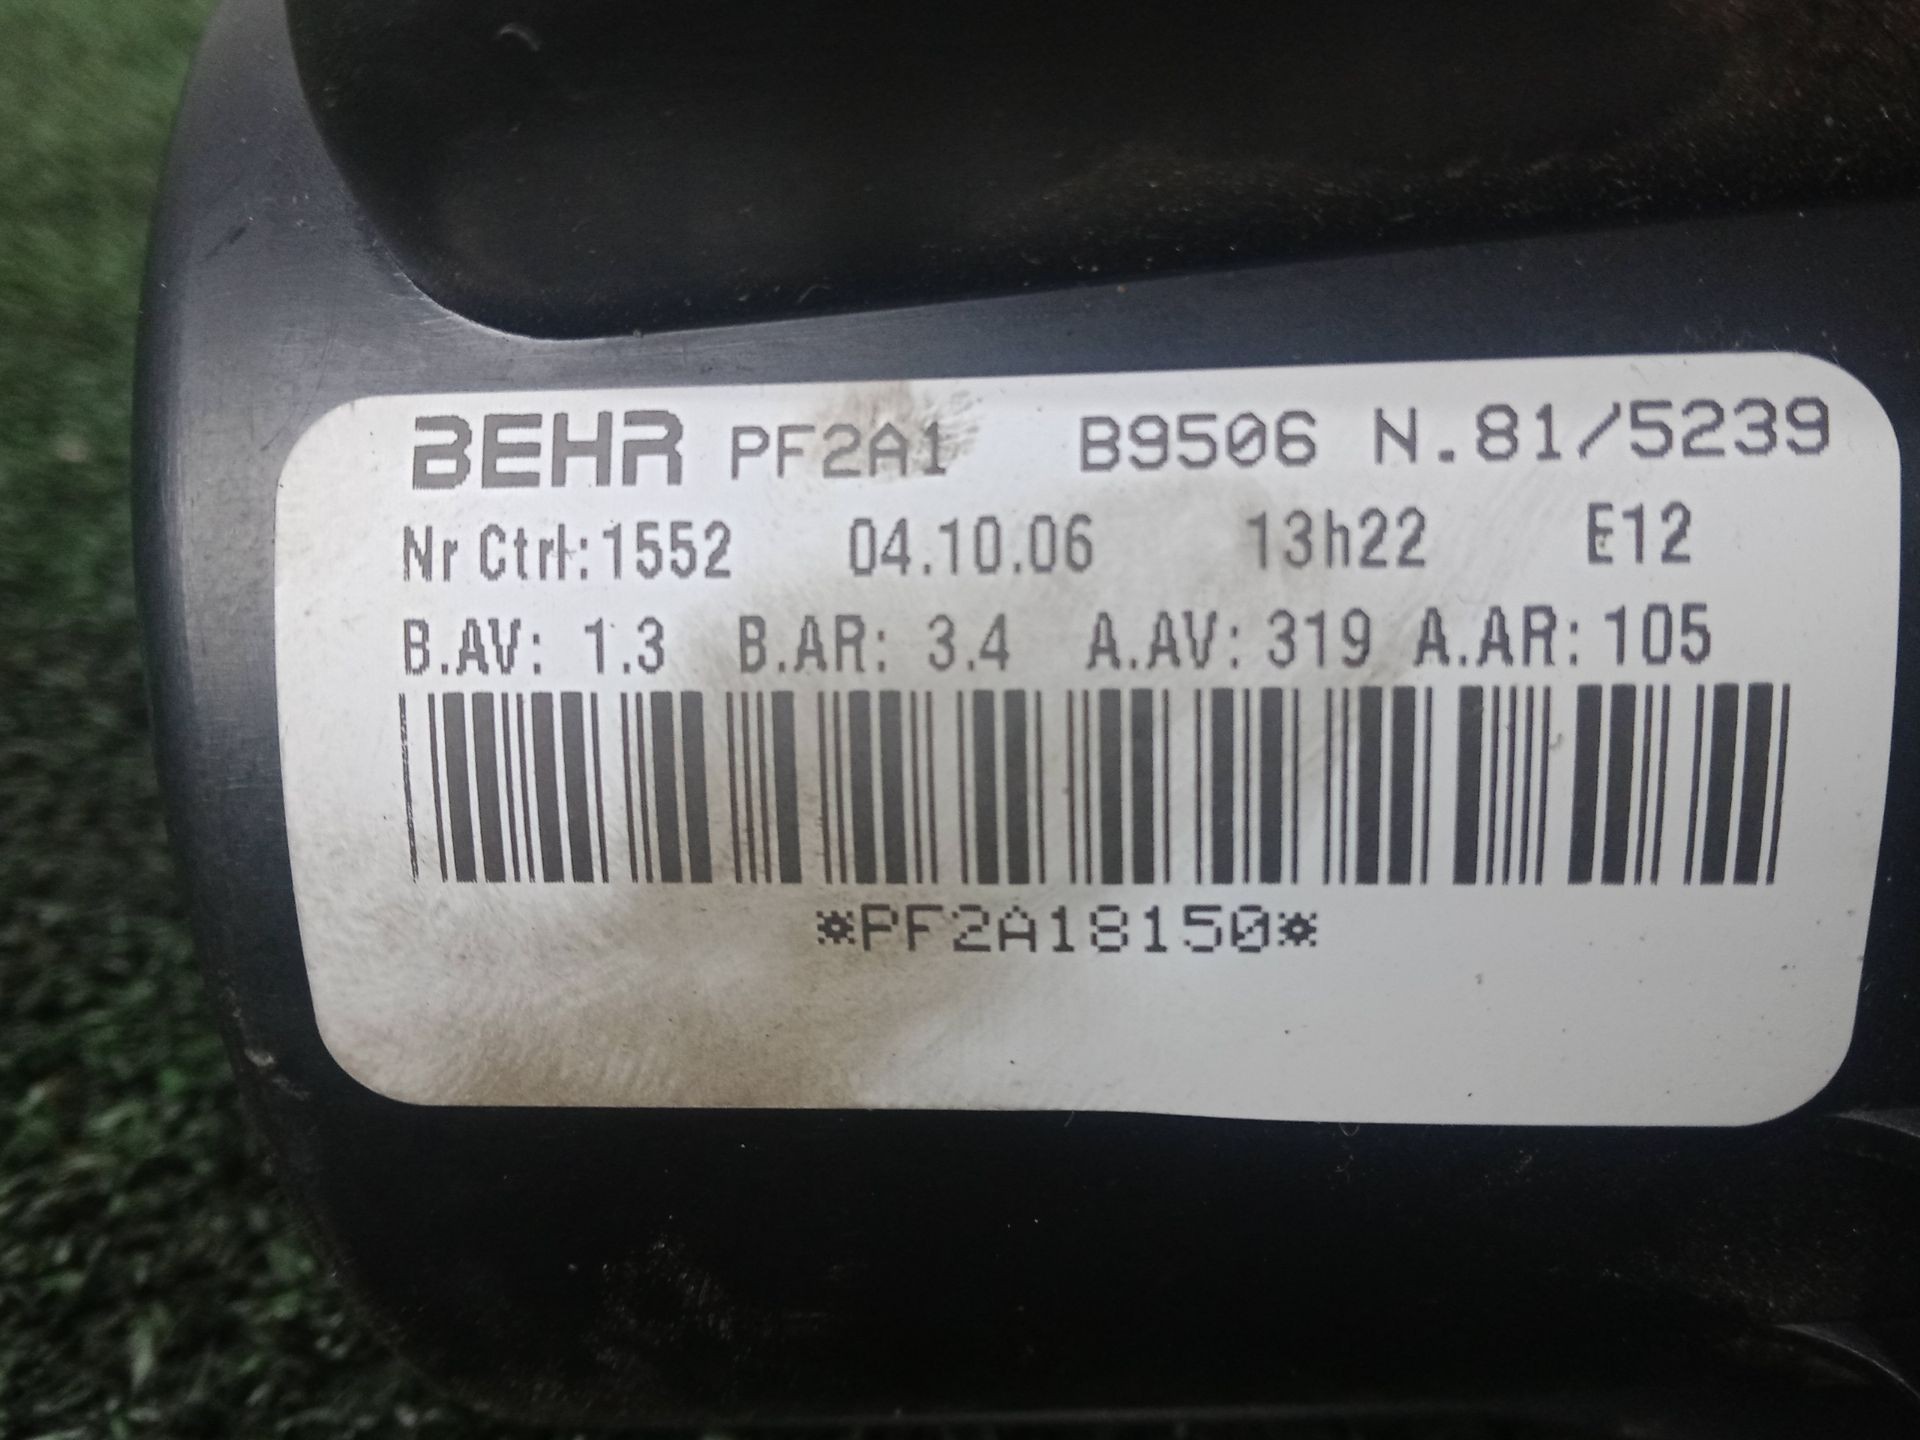 BEHR PF2A1 B9506 N.81/5239
Nr Ctrl:1552 04.10.06 13h22 E12
B.AV: 1.3 B.AR: 3.4 A.AV: 319 A.AR: 105
*PF2A18150*